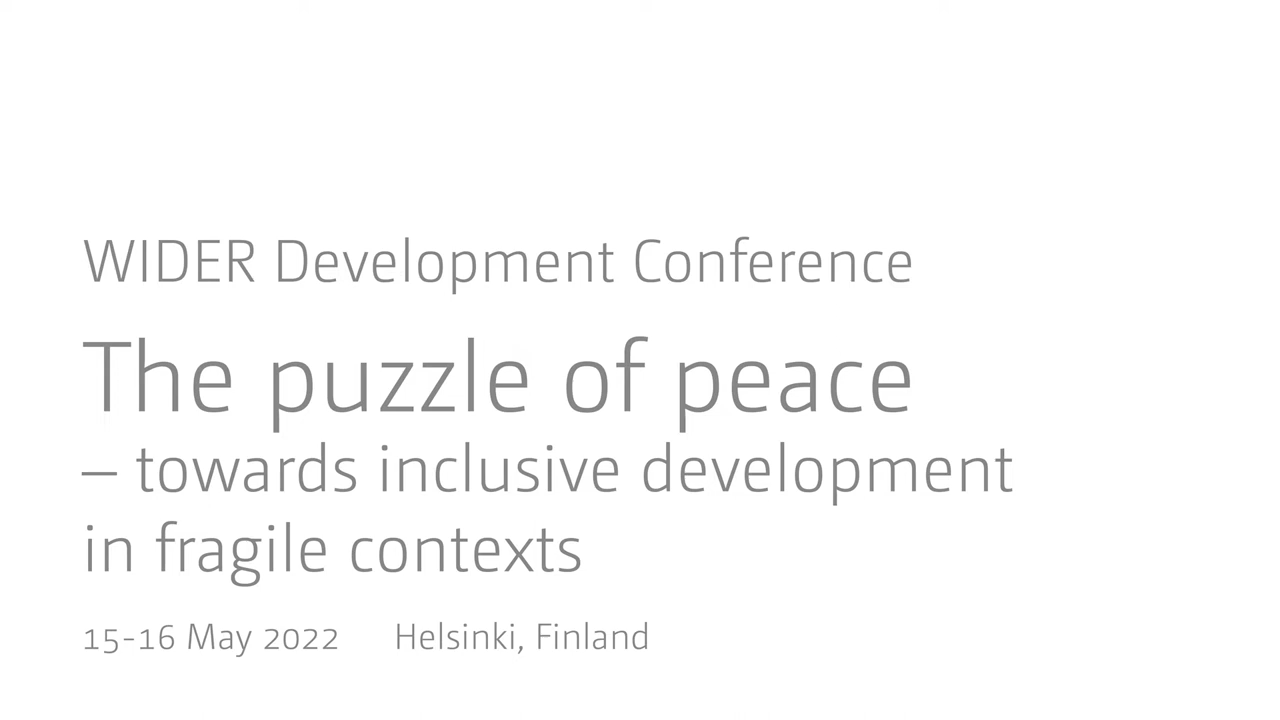 WIDER Development Conference
The puzzle of peace
– towards inclusive development
in fragile contexts
15-16 May 2022 Helsinki, Finland